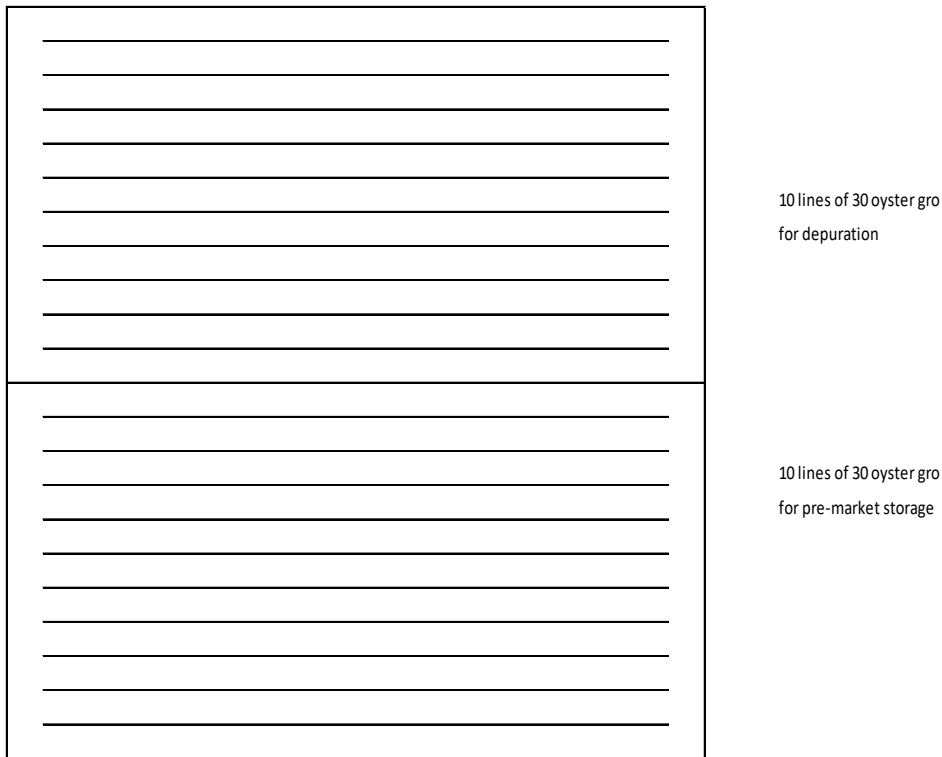 10 lines of 30 oyster gro
for depuration
10 lines of 30 oyster gro
for pre-market storage